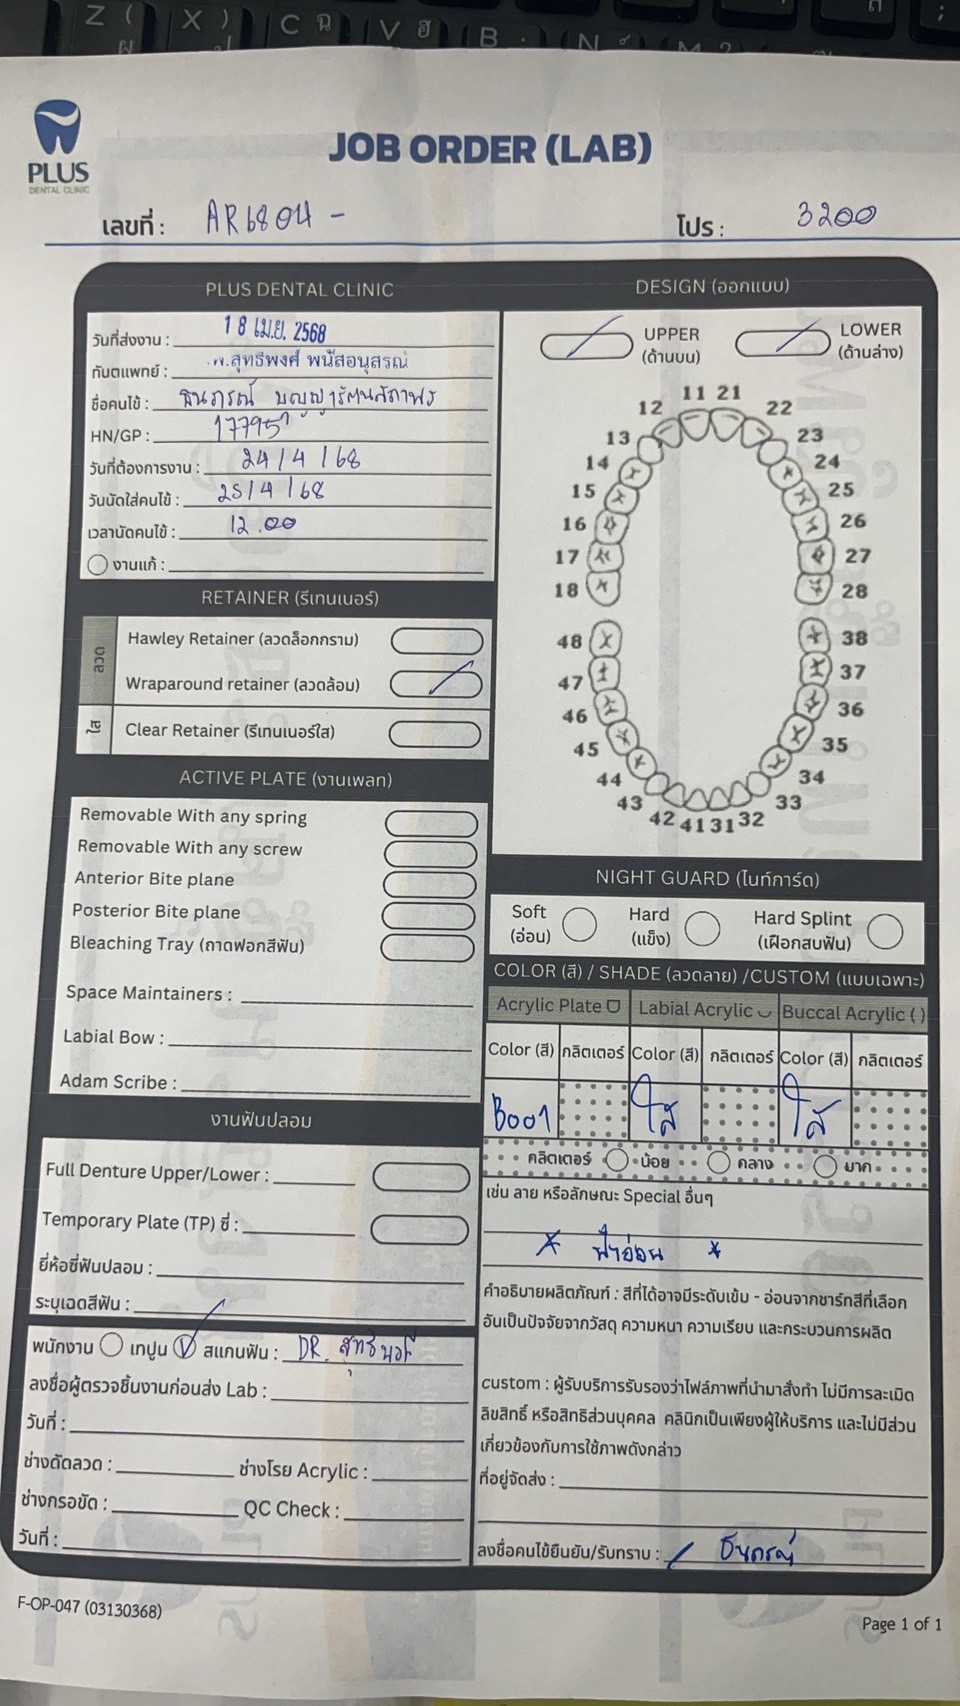 Z ( X ) C ฉ V ฮ B N M ?
PLUS
DENTAL CLINIC
JOB ORDER (LAB)
เลขที่ : AR6804 -
โปร : 3200
PLUS DENTAL CLINIC
วันที่ส่งงาน : 18 เม.ย. 2568
ทันตแพทย์ : สุทธิพงศ์ พนัสอนุสรณ์
ชื่อคนไข้ :
HN/GP : 17795
วันที่ต้องการงาน : 24 / 4 / 68
วันนัดใส่คนไข้ : 25 / 4 / 68
เวลานัดคนไข้ : 12.00
งานแก้ :
RETAINER (รีเทนเนอร์)
ลวด
Hawley Retainer (ลวดล็อกกราม)
Wraparound retainer (ลวดล้อม)
ใส
Clear Retainer (รีเทนเนอร์ใส)
ACTIVE PLATE (งานเพลท)
Removable With any spring
Removable With any screw
Anterior Bite plane
Posterior Bite plane
Bleaching Tray (ถาดฟอกสีฟัน)
Space Maintainers :
Labial Bow :
Adam Scribe :
งานฟันปลอม
Full Denture Upper/Lower :
Temporary Plate (TP) ซี่ :
ยี่ห้อซี่ฟันปลอม :
ระบุเฉดสีฟัน :
พนักงาน เทปูน สแกนฟัน : DR.
ลงชื่อผู้ตรวจชิ้นงานก่อนส่ง Lab :
วันที่ :
ช่างดัดลวด : ช่างโรย Acrylic :
ช่างกรอขัด : QC Check :
วันที่ :
DESIGN (ออกแบบ)
UPPER
(ด้านบน)
LOWER
(ด้านล่าง)
11 21
12 22
13 23
14 24
15 25
16 26
17 27
18 28
48 38
47 37
46 36
45 35
44 34
43 33
42 41 31 32
NIGHT GUARD (ไนท์การ์ด)
Soft
(อ่อน)
Hard
(แข็ง)
Hard Splint
(เฝือกสบฟัน)
COLOR (สี) / SHADE (ลวดลาย) /CUSTOM (แบบเฉพาะ)
Acrylic Plate Labial Acrylic Buccal Acrylic ( )
Color (สี) กลิตเตอร์ Color (สี) กลิตเตอร์ Color (สี) กลิตเตอร์
B001 ใส ใส
กลิตเตอร์ น้อย กลาง มาก
เช่น ลาย หรือลักษณะ Special อื่นๆ
* ฟ้าอ่อน *
คำอธิบายผลิตภัณฑ์ : สีที่ได้อาจมีระดับเข้ม - อ่อนจากชาร์ทสีที่เลือก
อันเป็นปัจจัยจากวัสดุ ความหนา ความเรียบ และกระบวนการผลิต
custom : ผู้รับบริการรับรองว่าไฟล์ภาพที่นำมาสั่งทำ ไม่มีการละเมิด
ลิขสิทธิ์ หรือสิทธิส่วนบุคคล คลินิกเป็นเพียงผู้ให้บริการ และไม่มีส่วน
เกี่ยวข้องกับการใช้ภาพดังกล่าว
ที่อยู่จัดส่ง :
ลงชื่อคนไข้ยืนยัน/รับทราบ :
F-OP-047 (03130368)
Page 1 of 1